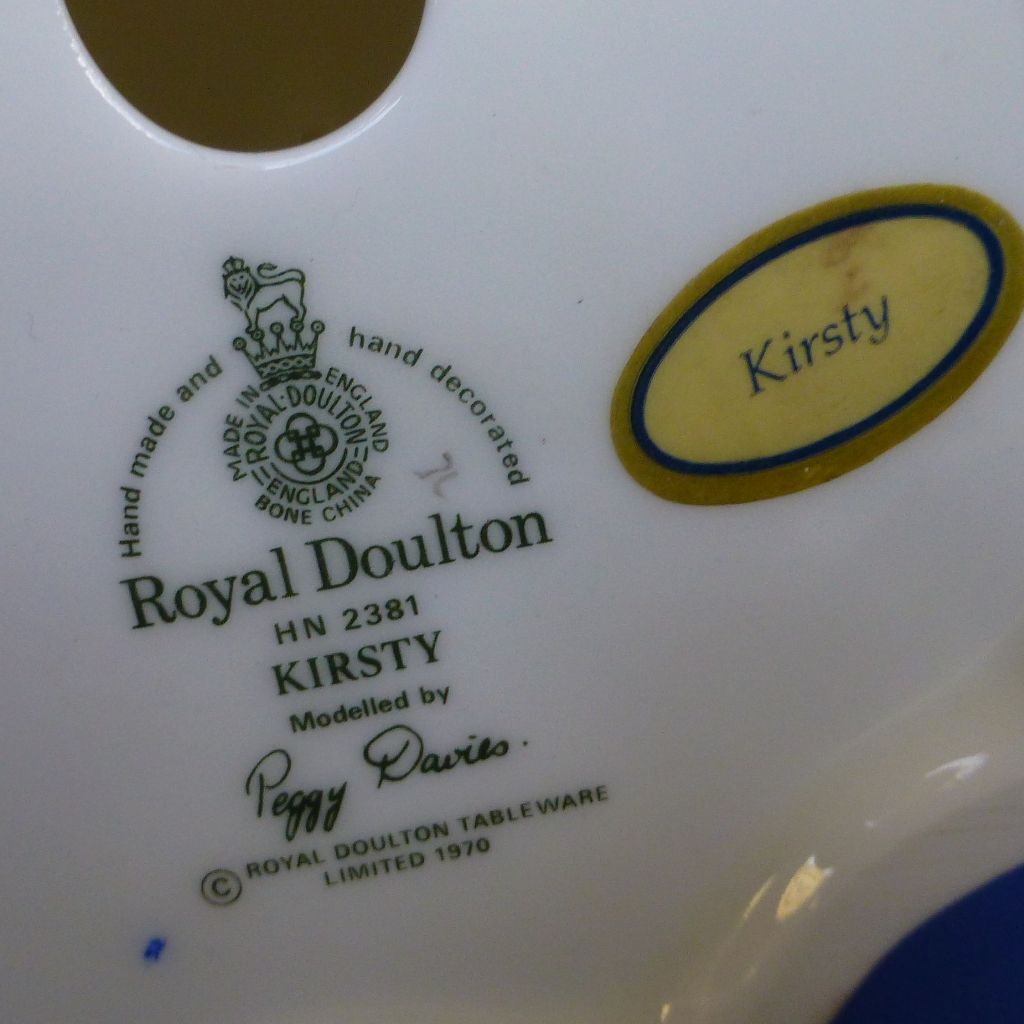 Hand made and hand decorated
MADE IN ENGLAND
ROYAL·DOULTON
ENGLAND
BONE CHINA
Royal Doulton
HN 2381
KIRSTY
Modelled by
Peggy Davies.
© ROYAL DOULTON TABLEWARE
LIMITED 1970
Kirsty